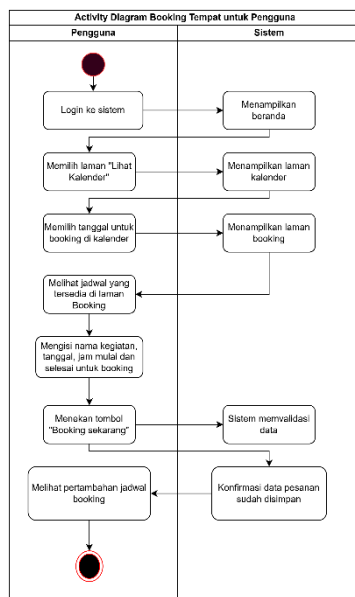 Activity Diagram Booking Tempat untuk Pengguna
Pengguna
Sistem
Login ke sistem
Menampilkan
beranda
Memilih laman "Lihat
Kalender"
Menampilkan laman
kalender
Memilih tanggal untuk
booking di kalender
Menampilkan laman
booking
Melihat jadwal yang
tersedia di laman
Booking
Mengisi nama kegiatan,
tanggal, jam mulai dan
selesai untuk booking
Menekan tombol
"Booking sekarang"
Sistem memvalidasi
data
Melihat pertambahan jadwal
booking
Konfirmasi data pesanan
sudah disimpan